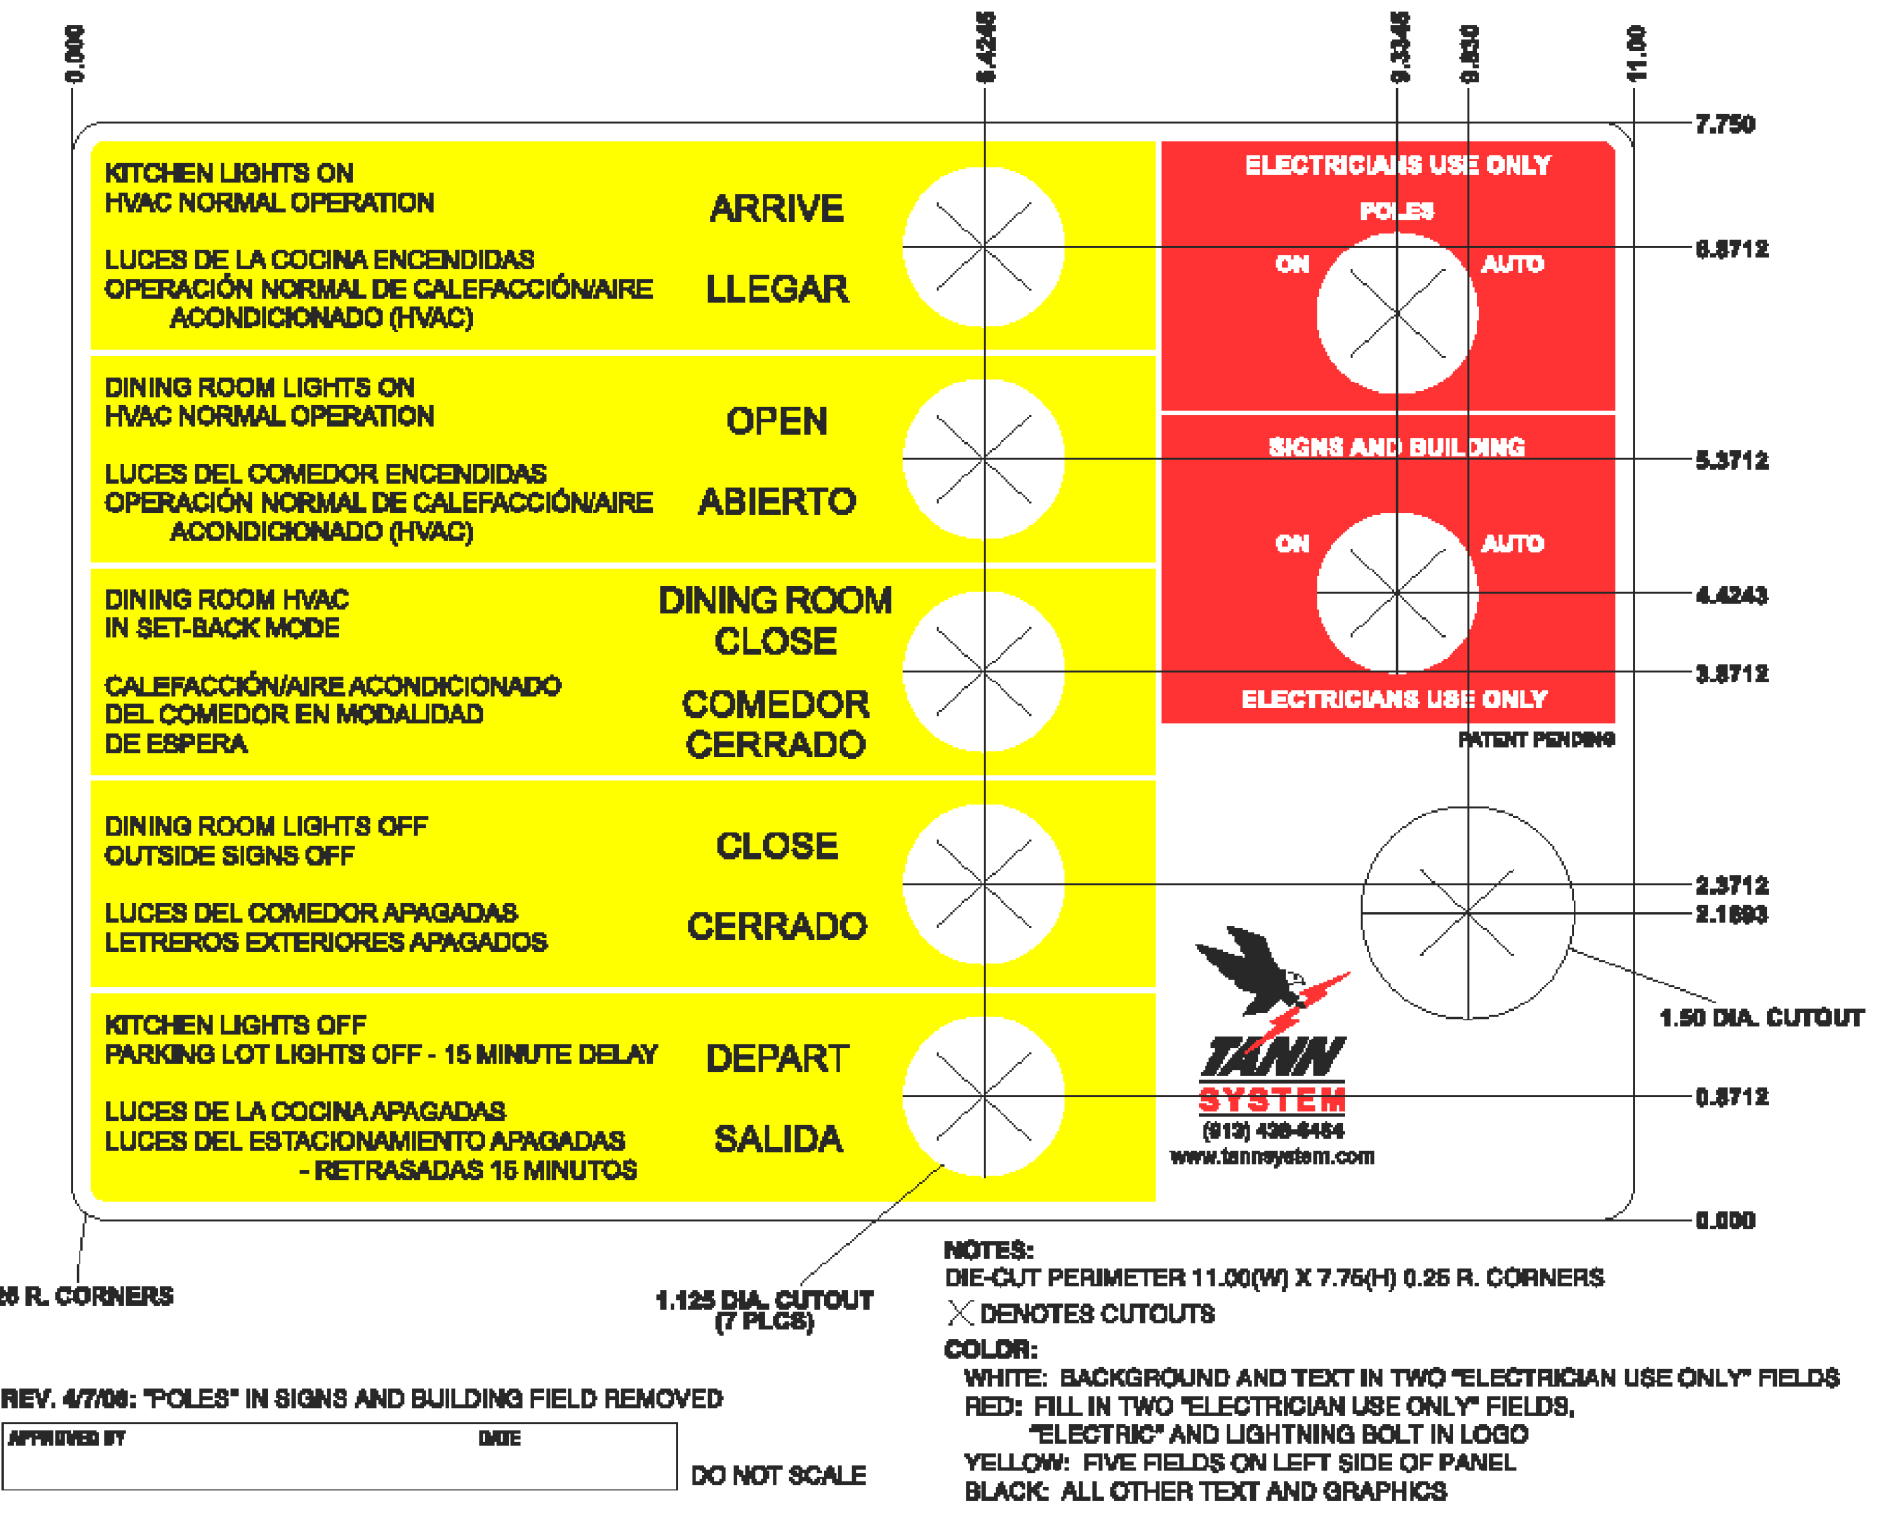 0.000
6.4245
9.3345
9.830
11.00
7.750
KITCHEN LIGHTS ON
HVAC NORMAL OPERATION
ARRIVE
LUCES DE LA COCINA ENCENDIDAS
OPERACIÓN NORMAL DE CALEFACCIÓN/AIRE
ACONDICIONADO (HVAC)
LLEGAR
ELECTRICIANS USE ONLY
POLES
ON
AUTO
6.8712
DINING ROOM LIGHTS ON
HVAC NORMAL OPERATION
OPEN
LUCES DEL COMEDOR ENCENDIDAS
OPERACIÓN NORMAL DE CALEFACCIÓN/AIRE
ACONDICIONADO (HVAC)
ABIERTO
SIGNS AND BUILDING
5.3712
ON
AUTO
4.4243
DINING ROOM HVAC
IN SET-BACK MODE
DINING ROOM
CLOSE
CALEFACCIÓN/AIRE ACONDICIONADO
DEL COMEDOR EN MODALIDAD
DE ESPERA
COMEDOR
CERRADO
3.8712
ELECTRICIANS USE ONLY
PATENT PENDING
DINING ROOM LIGHTS OFF
OUTSIDE SIGNS OFF
CLOSE
LUCES DEL COMEDOR APAGADAS
LETREROS EXTERIORES APAGADOS
CERRADO
2.3712
1.50 DIA. CUTOUT
KITCHEN LIGHTS OFF
PARKING LOT LIGHTS OFF - 15 MINUTE DELAY
DEPART
LUCES DE LA COCINA APAGADAS
LUCES DEL ESTACIONAMIENTO APAGADAS
- RETRASADAS 15 MINUTOS
SALIDA
TANN
SYSTEM
www.tannsystem.com
0.8712
0.000
R. CORNERS
1.125 DIA. CUTOUT
(7 PLCS)
NOTES:
DIE-CUT PERIMETER 11.00(W) X 7.75(H) 0.25 R. CORNERS
DENOTES CUTOUTS
COLOR:
WHITE: BACKGROUND AND TEXT IN TWO "ELECTRICIAN USE ONLY" FIELDS
RED: FILL IN TWO "ELECTRICIAN USE ONLY" FIELDS,
"ELECTRIC" AND LIGHTNING BOLT IN LOGO
YELLOW: FIVE FIELDS ON LEFT SIDE OF PANEL
BLACK: ALL OTHER TEXT AND GRAPHICS
REV. : "POLES" IN SIGNS AND BUILDING FIELD REMOVED
APPROVED BY
DATE
DO NOT SCALE